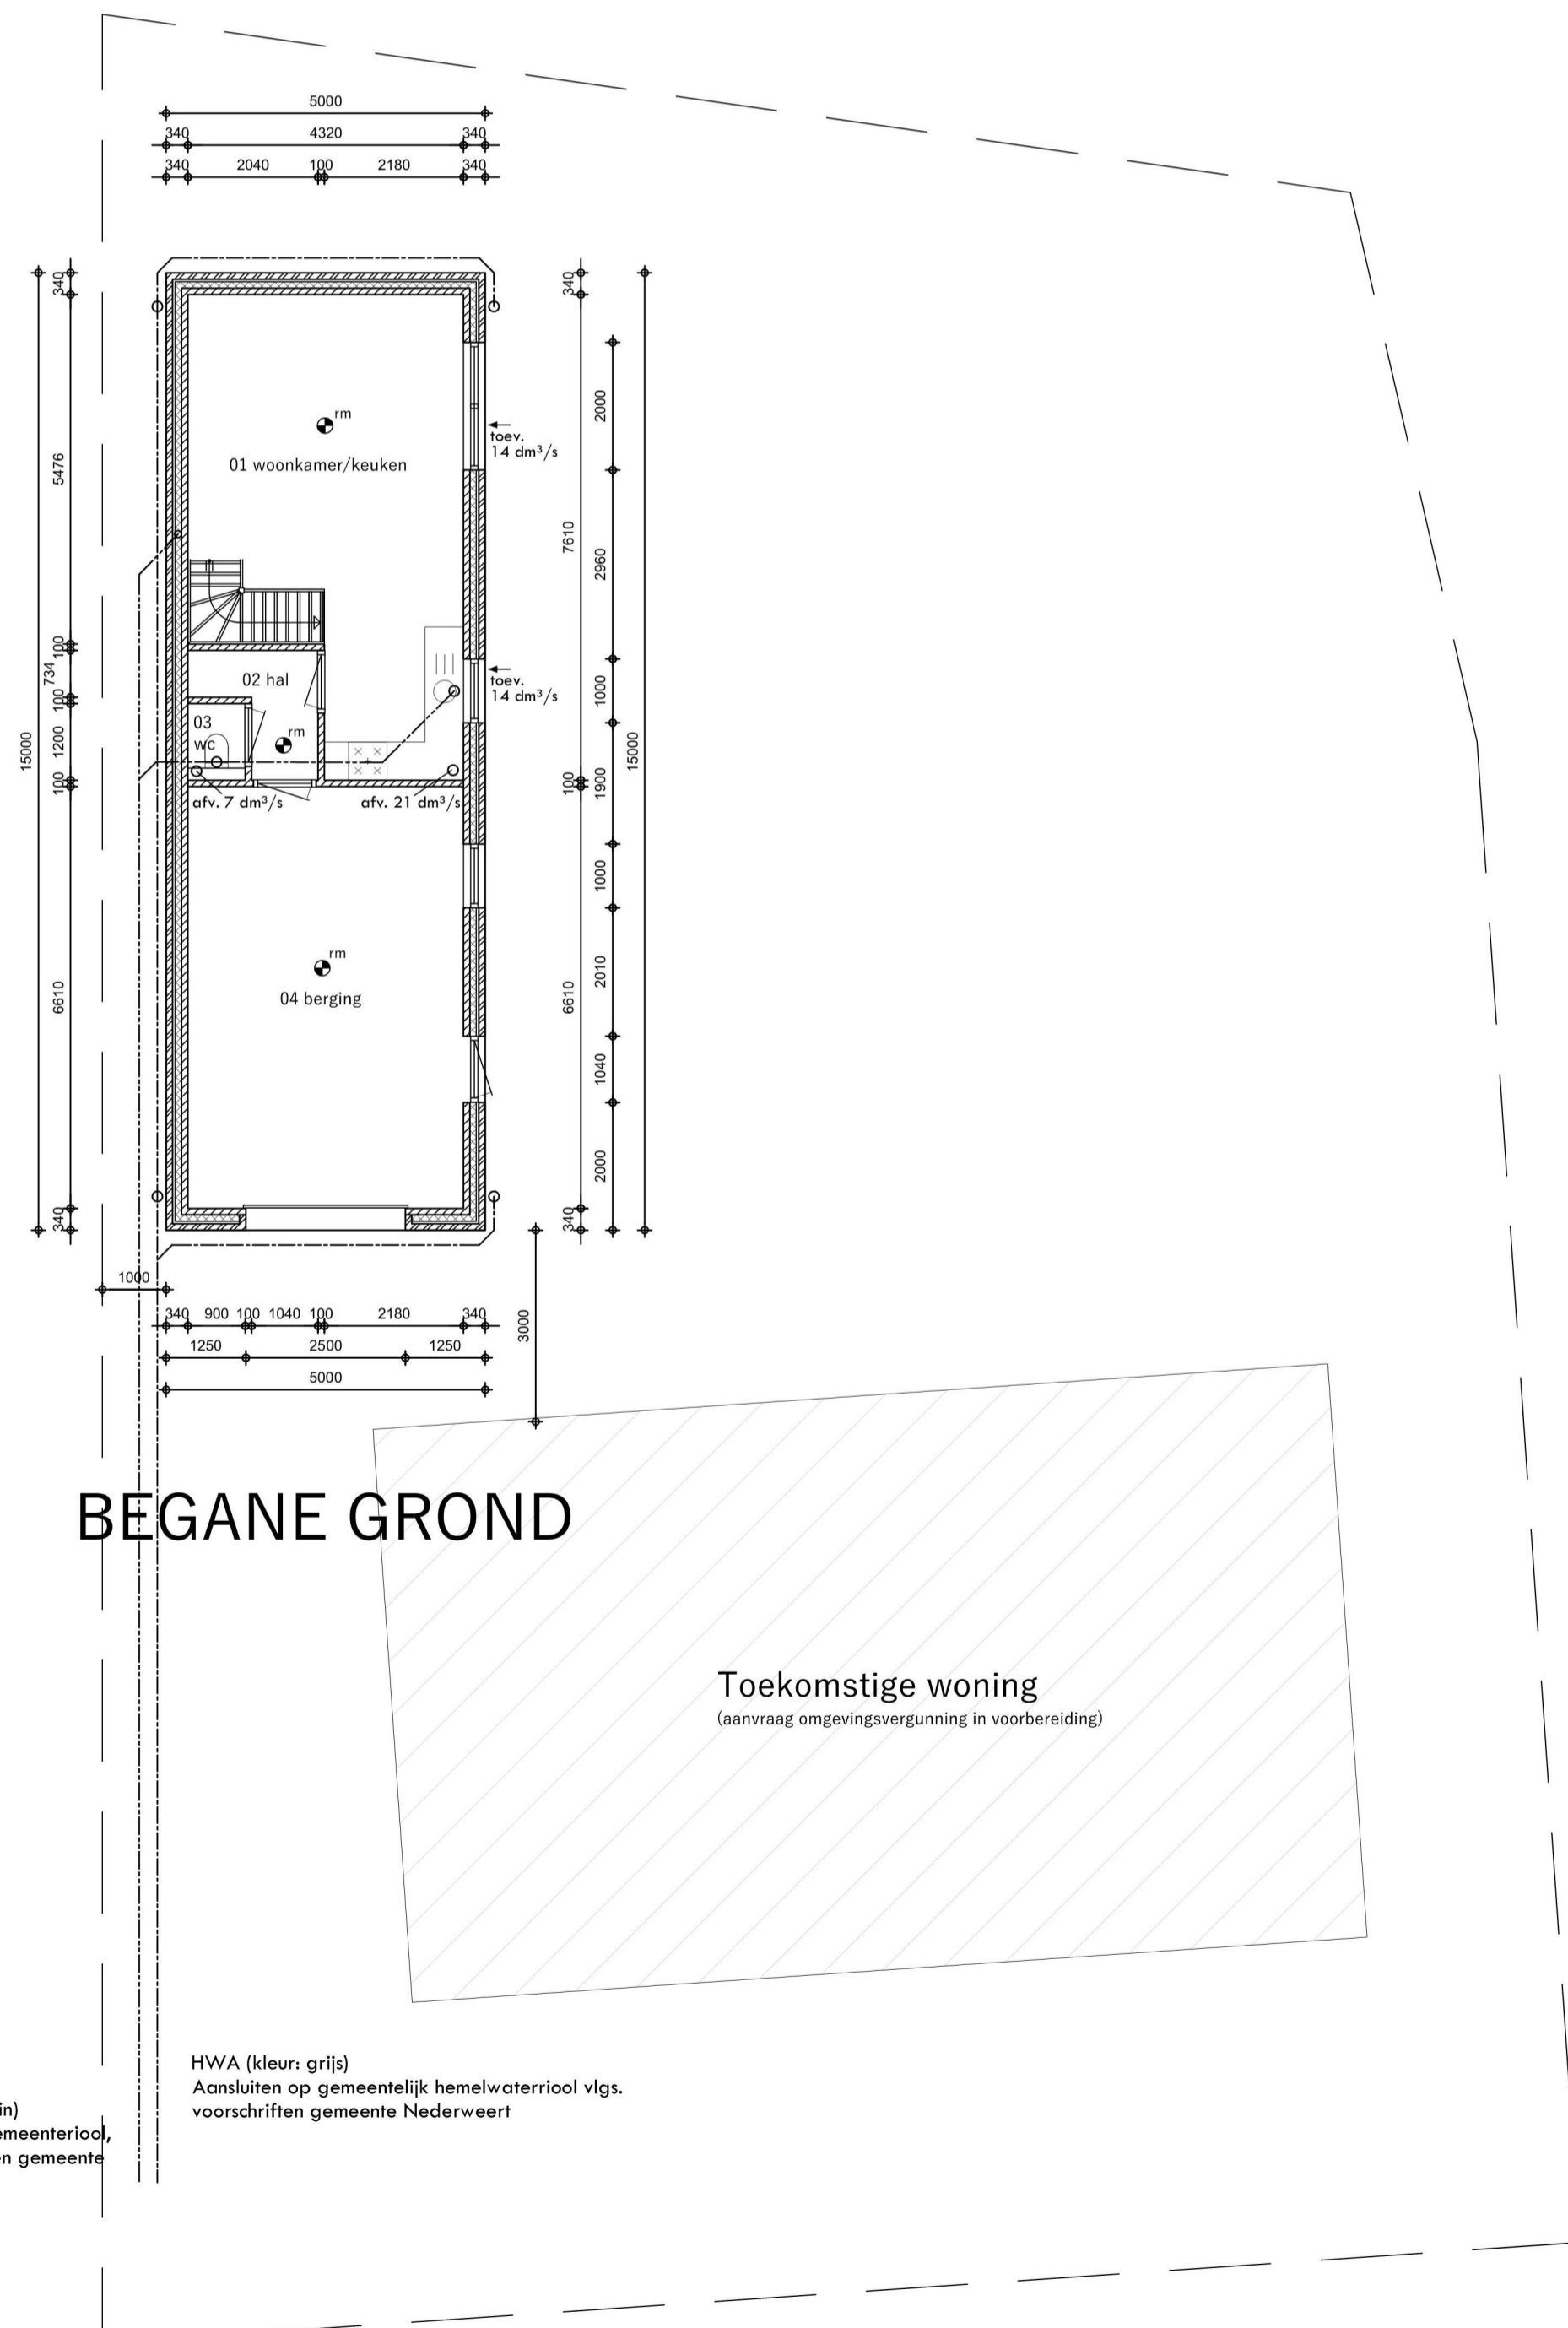 5000
340 4320 340
340 2040 100 2180 340
340
5476
100
734
100
1200
100
6610
340
15000
340
7610
100
6610
340
2000
2960
1000
1900
1000
2010
1040
2000
15000
rm
01 woonkamer/keuken
toev.
14 dm³/s
02 hal
toev.
14 dm³/s
03
wc
rm
afv. 7 dm³/s
afv. 21 dm³/s
rm
04 berging
1000
340 900 100 1040 100 2180 340
1250 2500 1250
5000
3000
BEGANE GROND
Toekomstige woning
(aanvraag omgevingsvergunning in voorbereiding)
HWA (kleur: grijs)
Aansluiten op gemeentelijk hemelwaterriool vlgs.
voorschriften gemeente Nederweert
in)
emeenteriool,
en gemeente